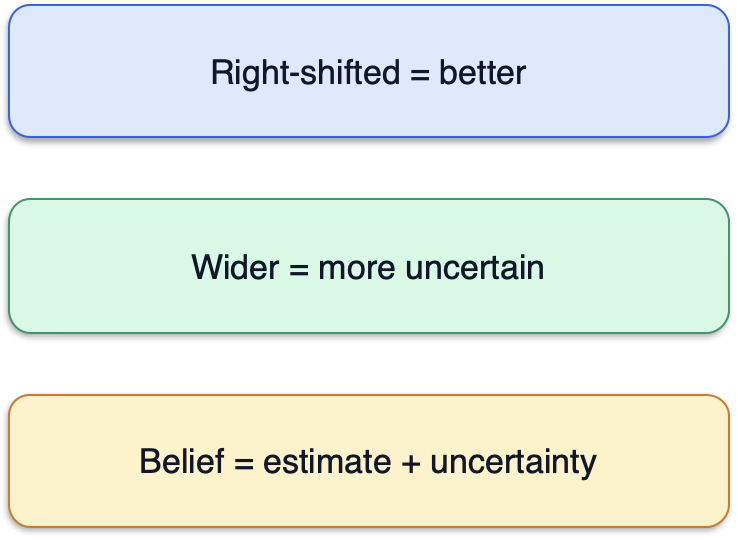 Right-shifted = better
Wider = more uncertain
Belief = estimate + uncertainty